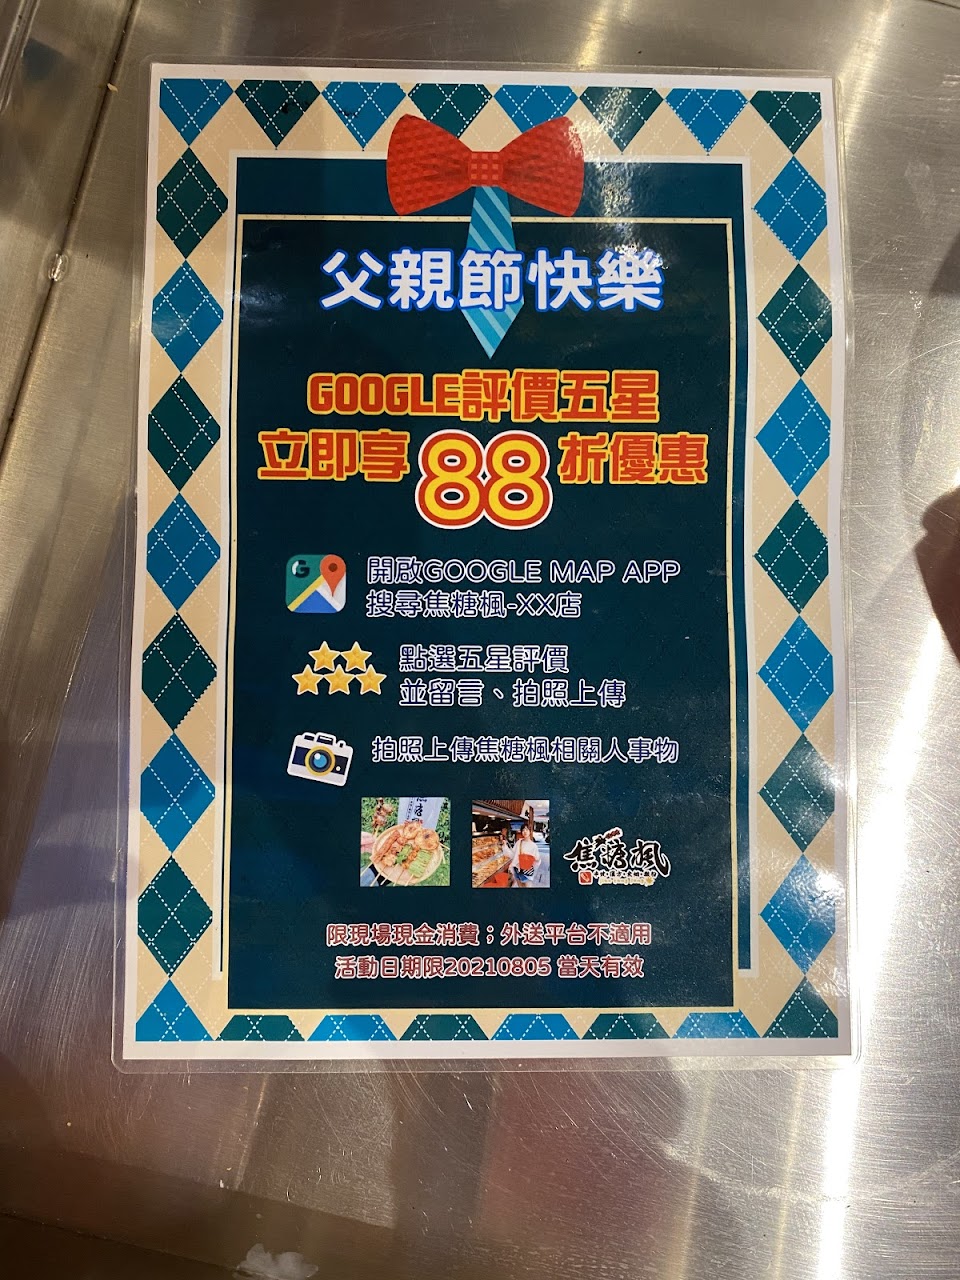 父親節快樂
GOOGLE評價五星
立即享88折優惠
G
開啟GOOGLE MAP APP
搜尋焦糖楓-XX店
點選五星評價
並留言、拍照上傳
拍照上傳焦糖楓相關人事物
焦糖楓
限現場現金消費；外送平台不適用
活動日期限20210805 當天有效